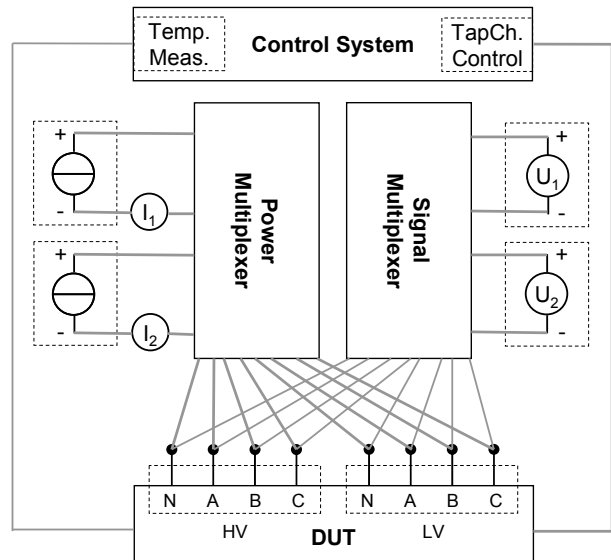 Temp.
Meas.
Control System
TapCh.
Control
+
-
I1
+
-
I2
Power
Multiplexer
Signal
Multiplexer
+
U1
-
+
U2
-
N A B C
N A B C
HV
DUT
LV